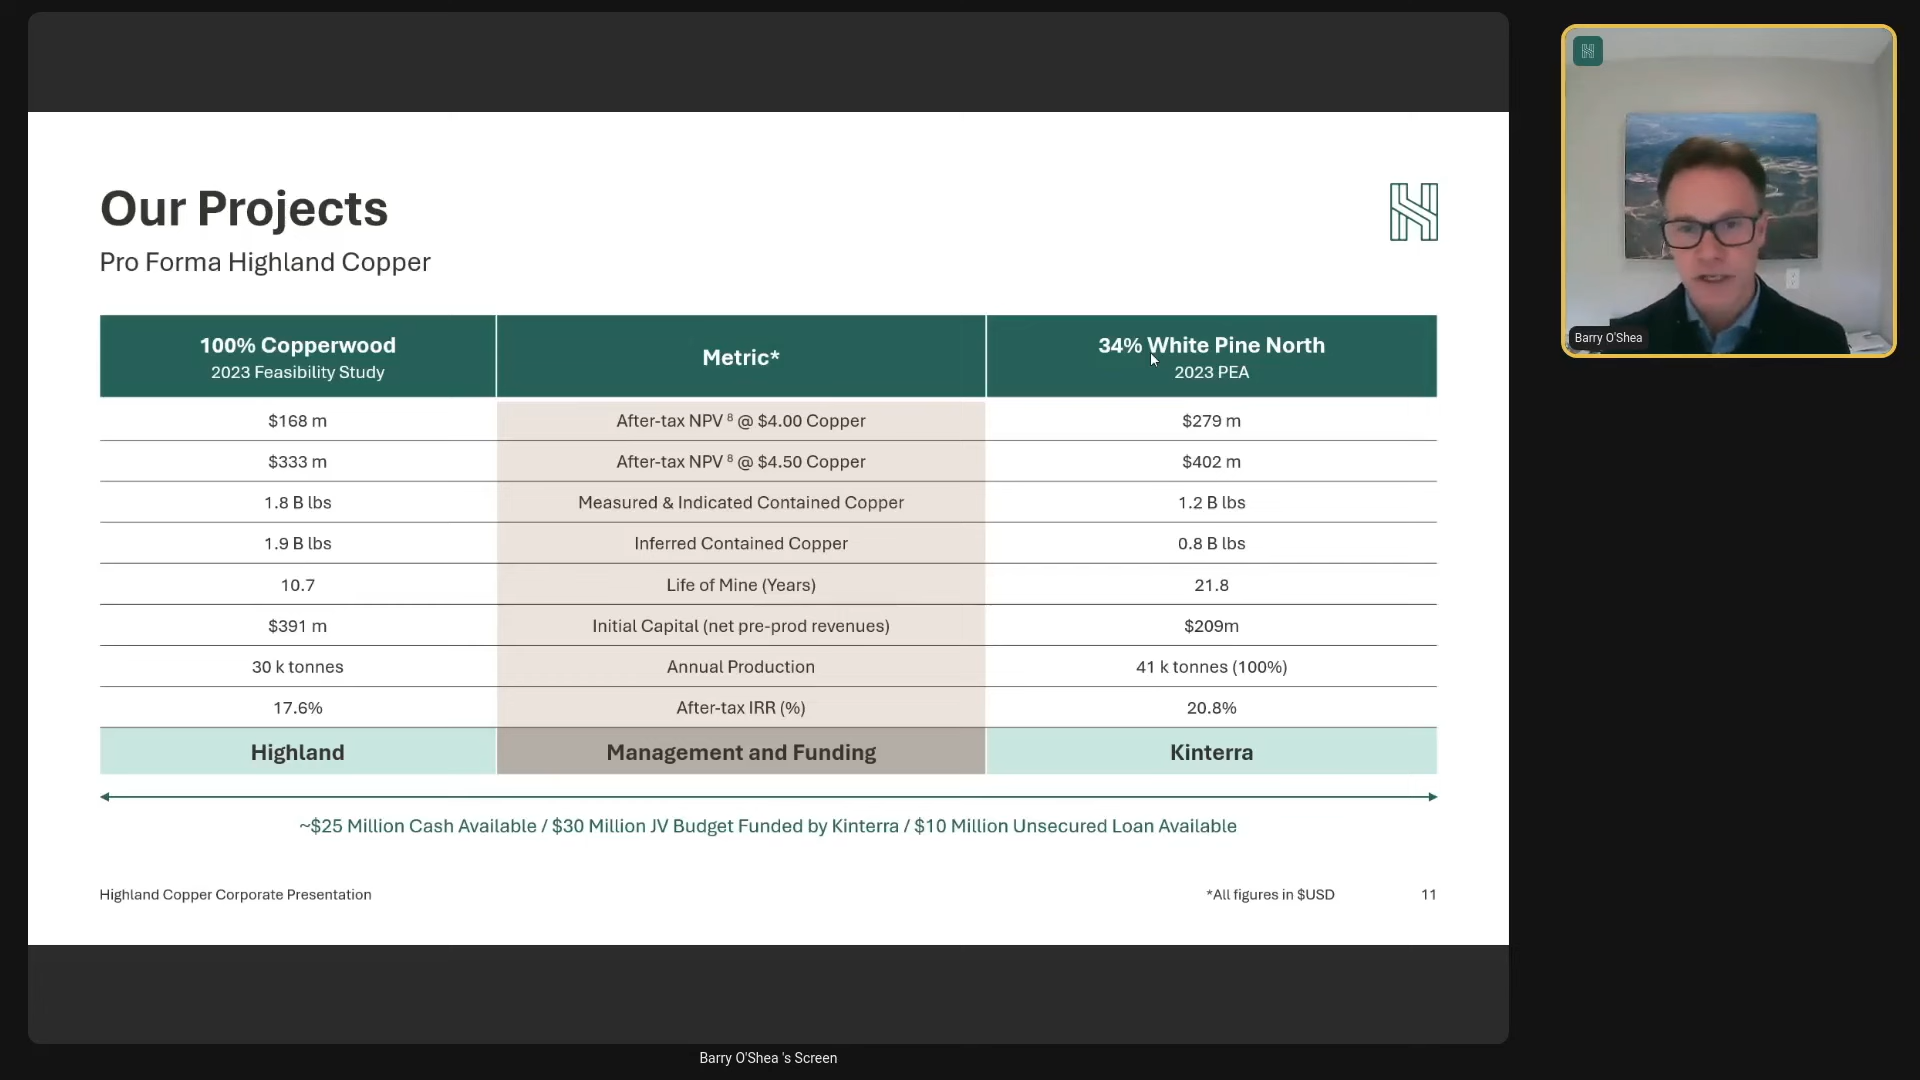 Our Projects
Pro Forma Highland Copper
100% Copperwood
2023 Feasibility Study
Metric*
34% White Pine North
2023 PEA
$168 m After-tax NPV ⁸ @ $4.00 Copper $279 m
$333 m After-tax NPV ⁸ @ $4.50 Copper $402 m
1.8 B lbs Measured & Indicated Contained Copper 1.2 B lbs
1.9 B lbs Inferred Contained Copper 0.8 B lbs
10.7 Life of Mine (Years) 21.8
$391 m Initial Capital (net pre-prod revenues) $209m
30 k tonnes Annual Production 41 k tonnes (100%)
17.6% After-tax IRR (%) 20.8%
Highland Management and Funding Kinterra
~$25 Million Cash Available / $30 Million JV Budget Funded by Kinterra / $10 Million Unsecured Loan Available
Highland Copper Corporate Presentation
*All figures in $USD
11
Barry O'Shea
Barry O'Shea 's Screen